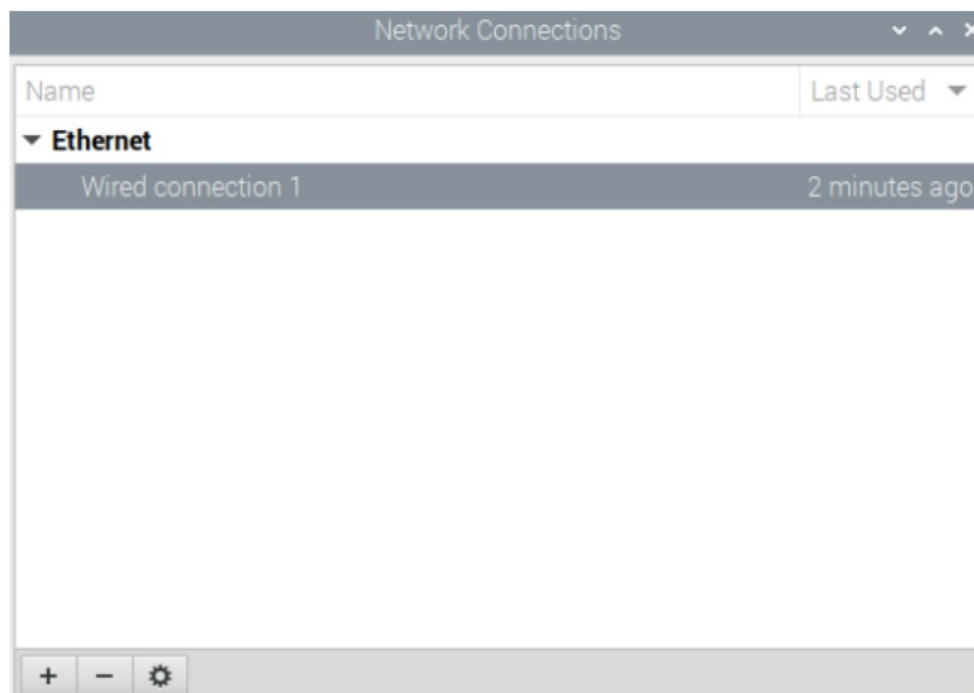 Network Connections
Name Last Used
Ethernet
Wired connection 1 2 minutes ago